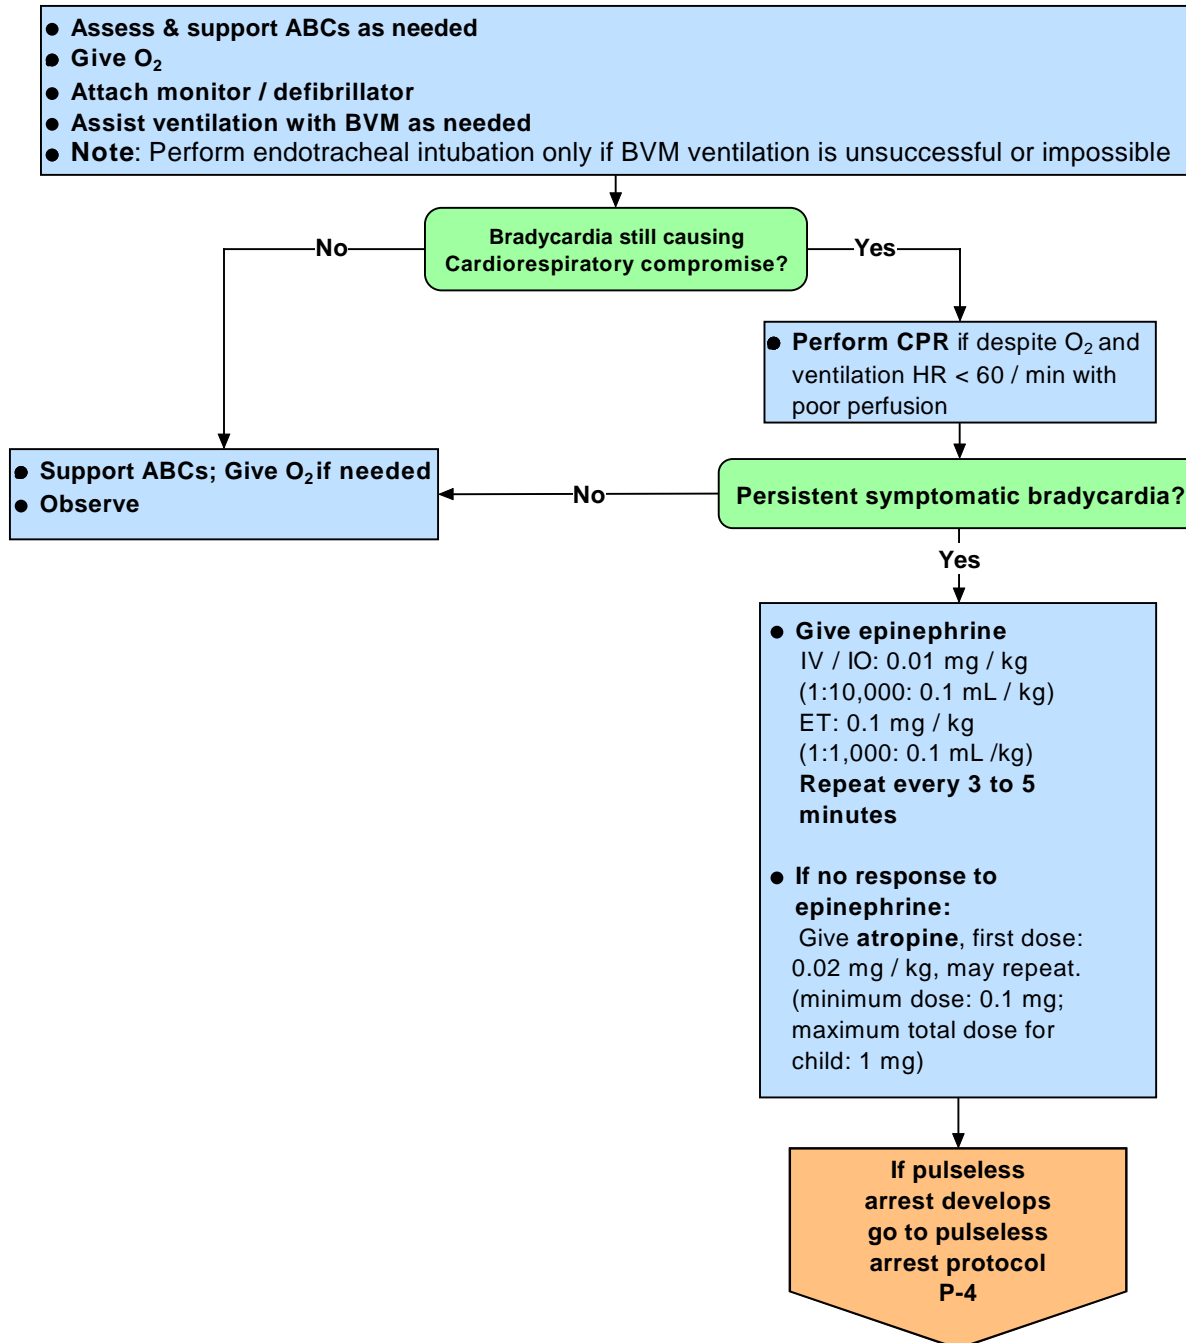 ● Assess & support ABCs as needed
● Give O₂
● Attach monitor / defibrillator
● Assist ventilation with BVM as needed
● Note: Perform endotracheal intubation only if BVM ventilation is unsuccessful or impossible
Bradycardia still causing
Cardiorespiratory compromise?
No
Yes
● Perform CPR if despite O₂ and
ventilation HR < 60 / min with
poor perfusion
● Support ABCs; Give O₂ if needed
● Observe
No
Persistent symptomatic bradycardia?
Yes
● Give epinephrine
IV / IO: 0.01 mg / kg
(1:10,000: 0.1 mL / kg)
ET: 0.1 mg / kg
(1:1,000: 0.1 mL /kg)
Repeat every 3 to 5
minutes
● If no response to
epinephrine:
Give atropine, first dose:
0.02 mg / kg, may repeat.
(minimum dose: 0.1 mg;
maximum total dose for
child: 1 mg)
If pulseless
arrest develops
go to pulseless
arrest protocol
P-4